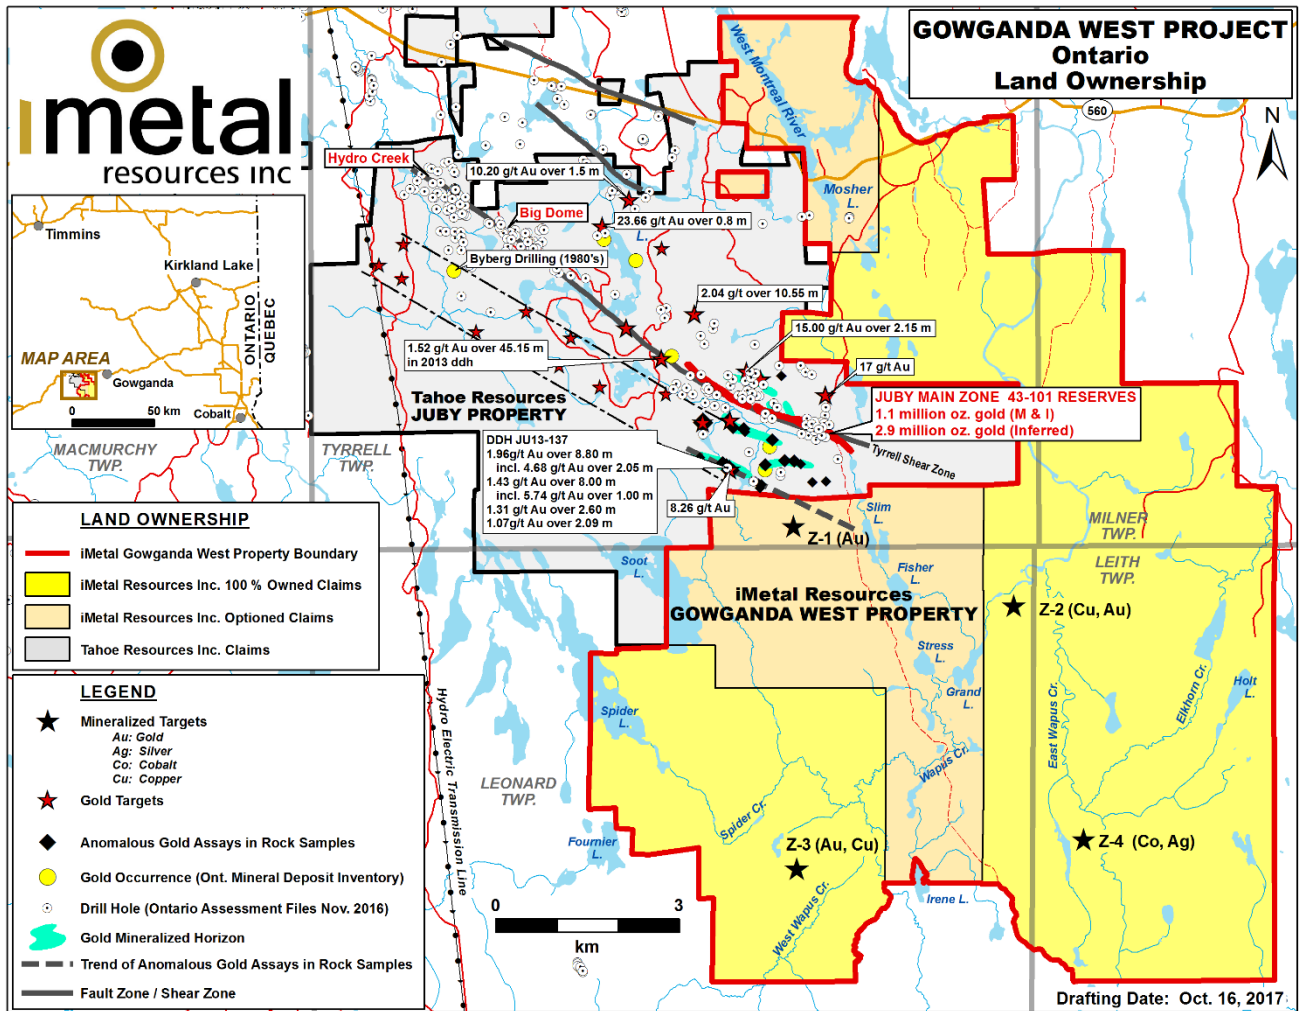 GOWGANDA WEST PROJECT
Ontario
Land Ownership
imetal
resources inc
N
560
West Montreal River
Mosher
L.
Hydro Creek
10.20 g/t Au over 1.5 m
Big Dome
23.66 g/t Au over 0.8 m
L.
Byberg Drilling (1980's)
2.04 g/t over 10.55 m
15.00 g/t Au over 2.15 m
1.52 g/t Au over 45.15 m
in 2013 ddh
17 g/t Au
Tahoe Resources
JUBY PROPERTY
JUBY MAIN ZONE 43-101 RESERVES
1.1 million oz. gold (M & I)
2.9 million oz. gold (Inferred)
Tyrrell Shear Zone
DDH JU13-137
1.96g/t Au over 8.80 m
incl. 4.68 g/t Au over 2.05 m
1.43 g/t Au over 8.00 m
incl. 5.74 g/t Au over 1.00 m
1.31 g/t Au over 2.60 m
1.07g/t Au over 2.09 m
8.26 g/t Au
Timmins
Kirkland Lake
ONTARIO
QUEBEC
MAP AREA
Gowganda
0
50 km
Cobalt
MACMURCHY
TWP.
TYRRELL
TWP.
MILNER
TWP.
LEITH
TWP.
LEONARD
TWP.
Slim
L.
Z-1 (Au)
Soot
L.
Fisher
L.
iMetal Resources
GOWGANDA WEST PROPERTY
Z-2 (Cu, Au)
Stress
L.
Grand
L.
Spider
L.
East Wapus Cr.
Elkhorn Cr.
Holt
L.
Wapus Cr.
Spider Cr.
Fournier
L.
Z-3 (Au, Cu)
Z-4 (Co, Ag)
West Wapus Cr.
Irene L.
Hydro Electric Transmission Line
0
3
km
LAND OWNERSHIP
iMetal Gowganda West Property Boundary
iMetal Resources Inc. 100 % Owned Claims
iMetal Resources Inc. Optioned Claims
Tahoe Resources Inc. Claims
LEGEND
Mineralized Targets
Au: Gold
Ag: Silver
Co: Cobalt
Cu: Copper
Gold Targets
Anomalous Gold Assays in Rock Samples
Gold Occurrence (Ont. Mineral Deposit Inventory)
Drill Hole (Ontario Assessment Files Nov. 2016)
Gold Mineralized Horizon
Trend of Anomalous Gold Assays in Rock Samples
Fault Zone / Shear Zone
Drafting Date: Oct. 16, 2017